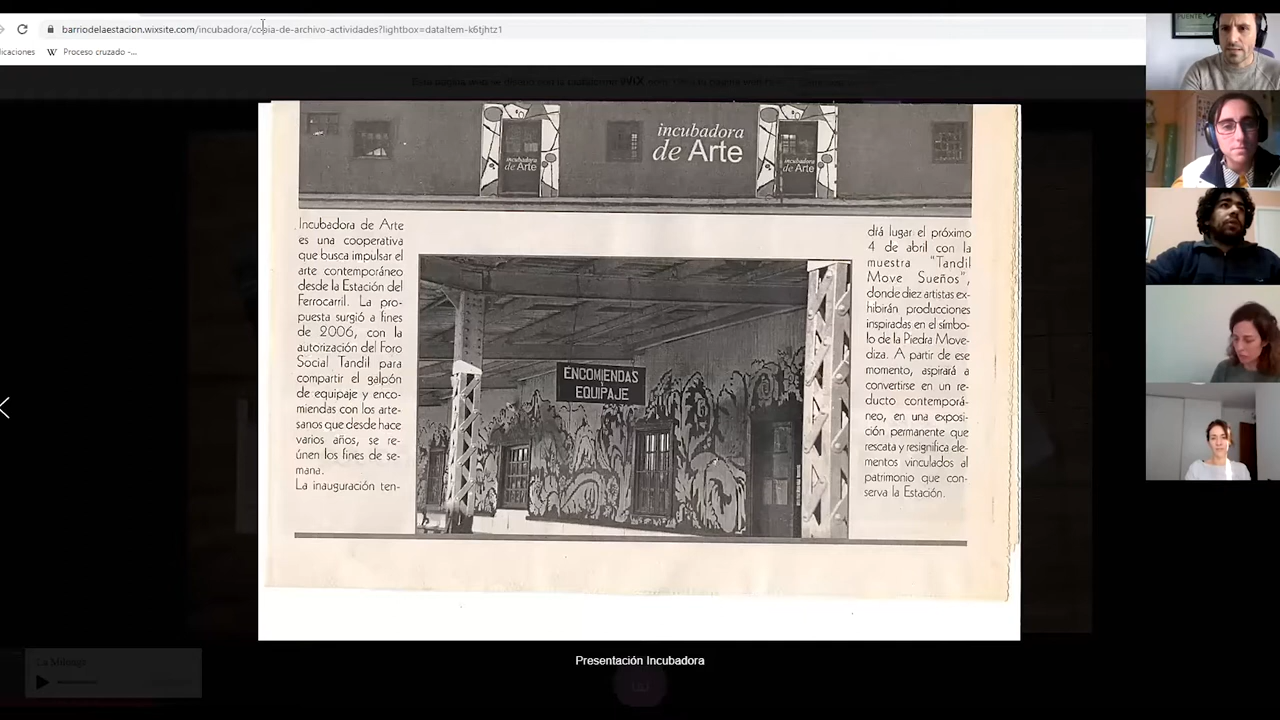 barriodelaestacion.wixsite.com/incubadora/copia-de-archivo-actividades?lightbox=dataItem-k6tjhtz1
Proceso cruzado -...
PUENTE
incubadora
de Arte
incubadora
de Arte
incubadora
de Arte
Incubadora de Arte
es una cooperativa
que busca impulsar el
arte contemporáneo
desde la Estación del
Ferrocarril. La pro-
puesta surgió a fines
de 2006, con la
autorización del Foro
Social Tandil para
compartir el galpón
de equipaje y enco-
miendas con los arte-
sanos que desde hace
varios años, se re-
únen los fines de se-
mana.
La inauguración ten-
ENCOMIENDAS
EQUIPAJE
drá lugar el próximo
4 de abril con la
muestra "Tandil
Move Sueños",
donde diez artistas ex-
hibirán producciones
inspiradas en el símbo-
lo de la Piedra Move-
diza. A partir de ese
momento, aspirará a
convertirse en un re-
ducto contemporá-
neo, en una exposi-
ción permanente que
rescata y resignifica ele-
mentos vinculados al
patrimonio que con-
serva la Estación.
Presentación Incubadora